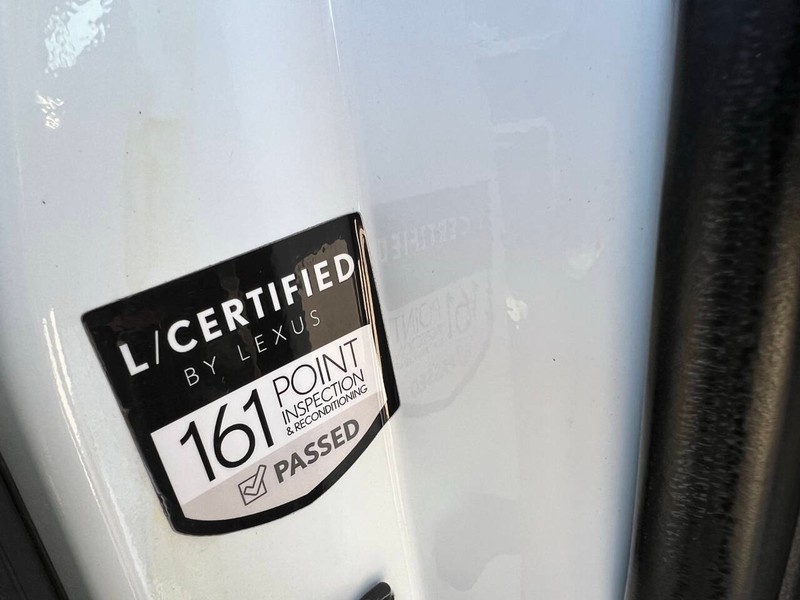 L/CERTIFIED
BY LEXUS
161 POINT
INSPECTION
& RECONDITIONING
PASSED